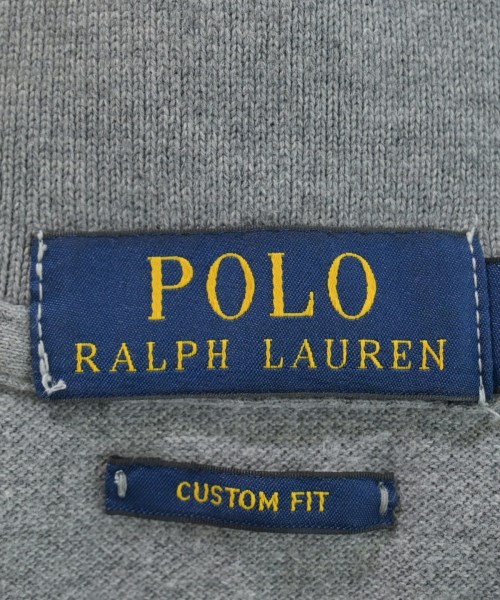 POLO
RALPH LAUREN
CUSTOM FIT